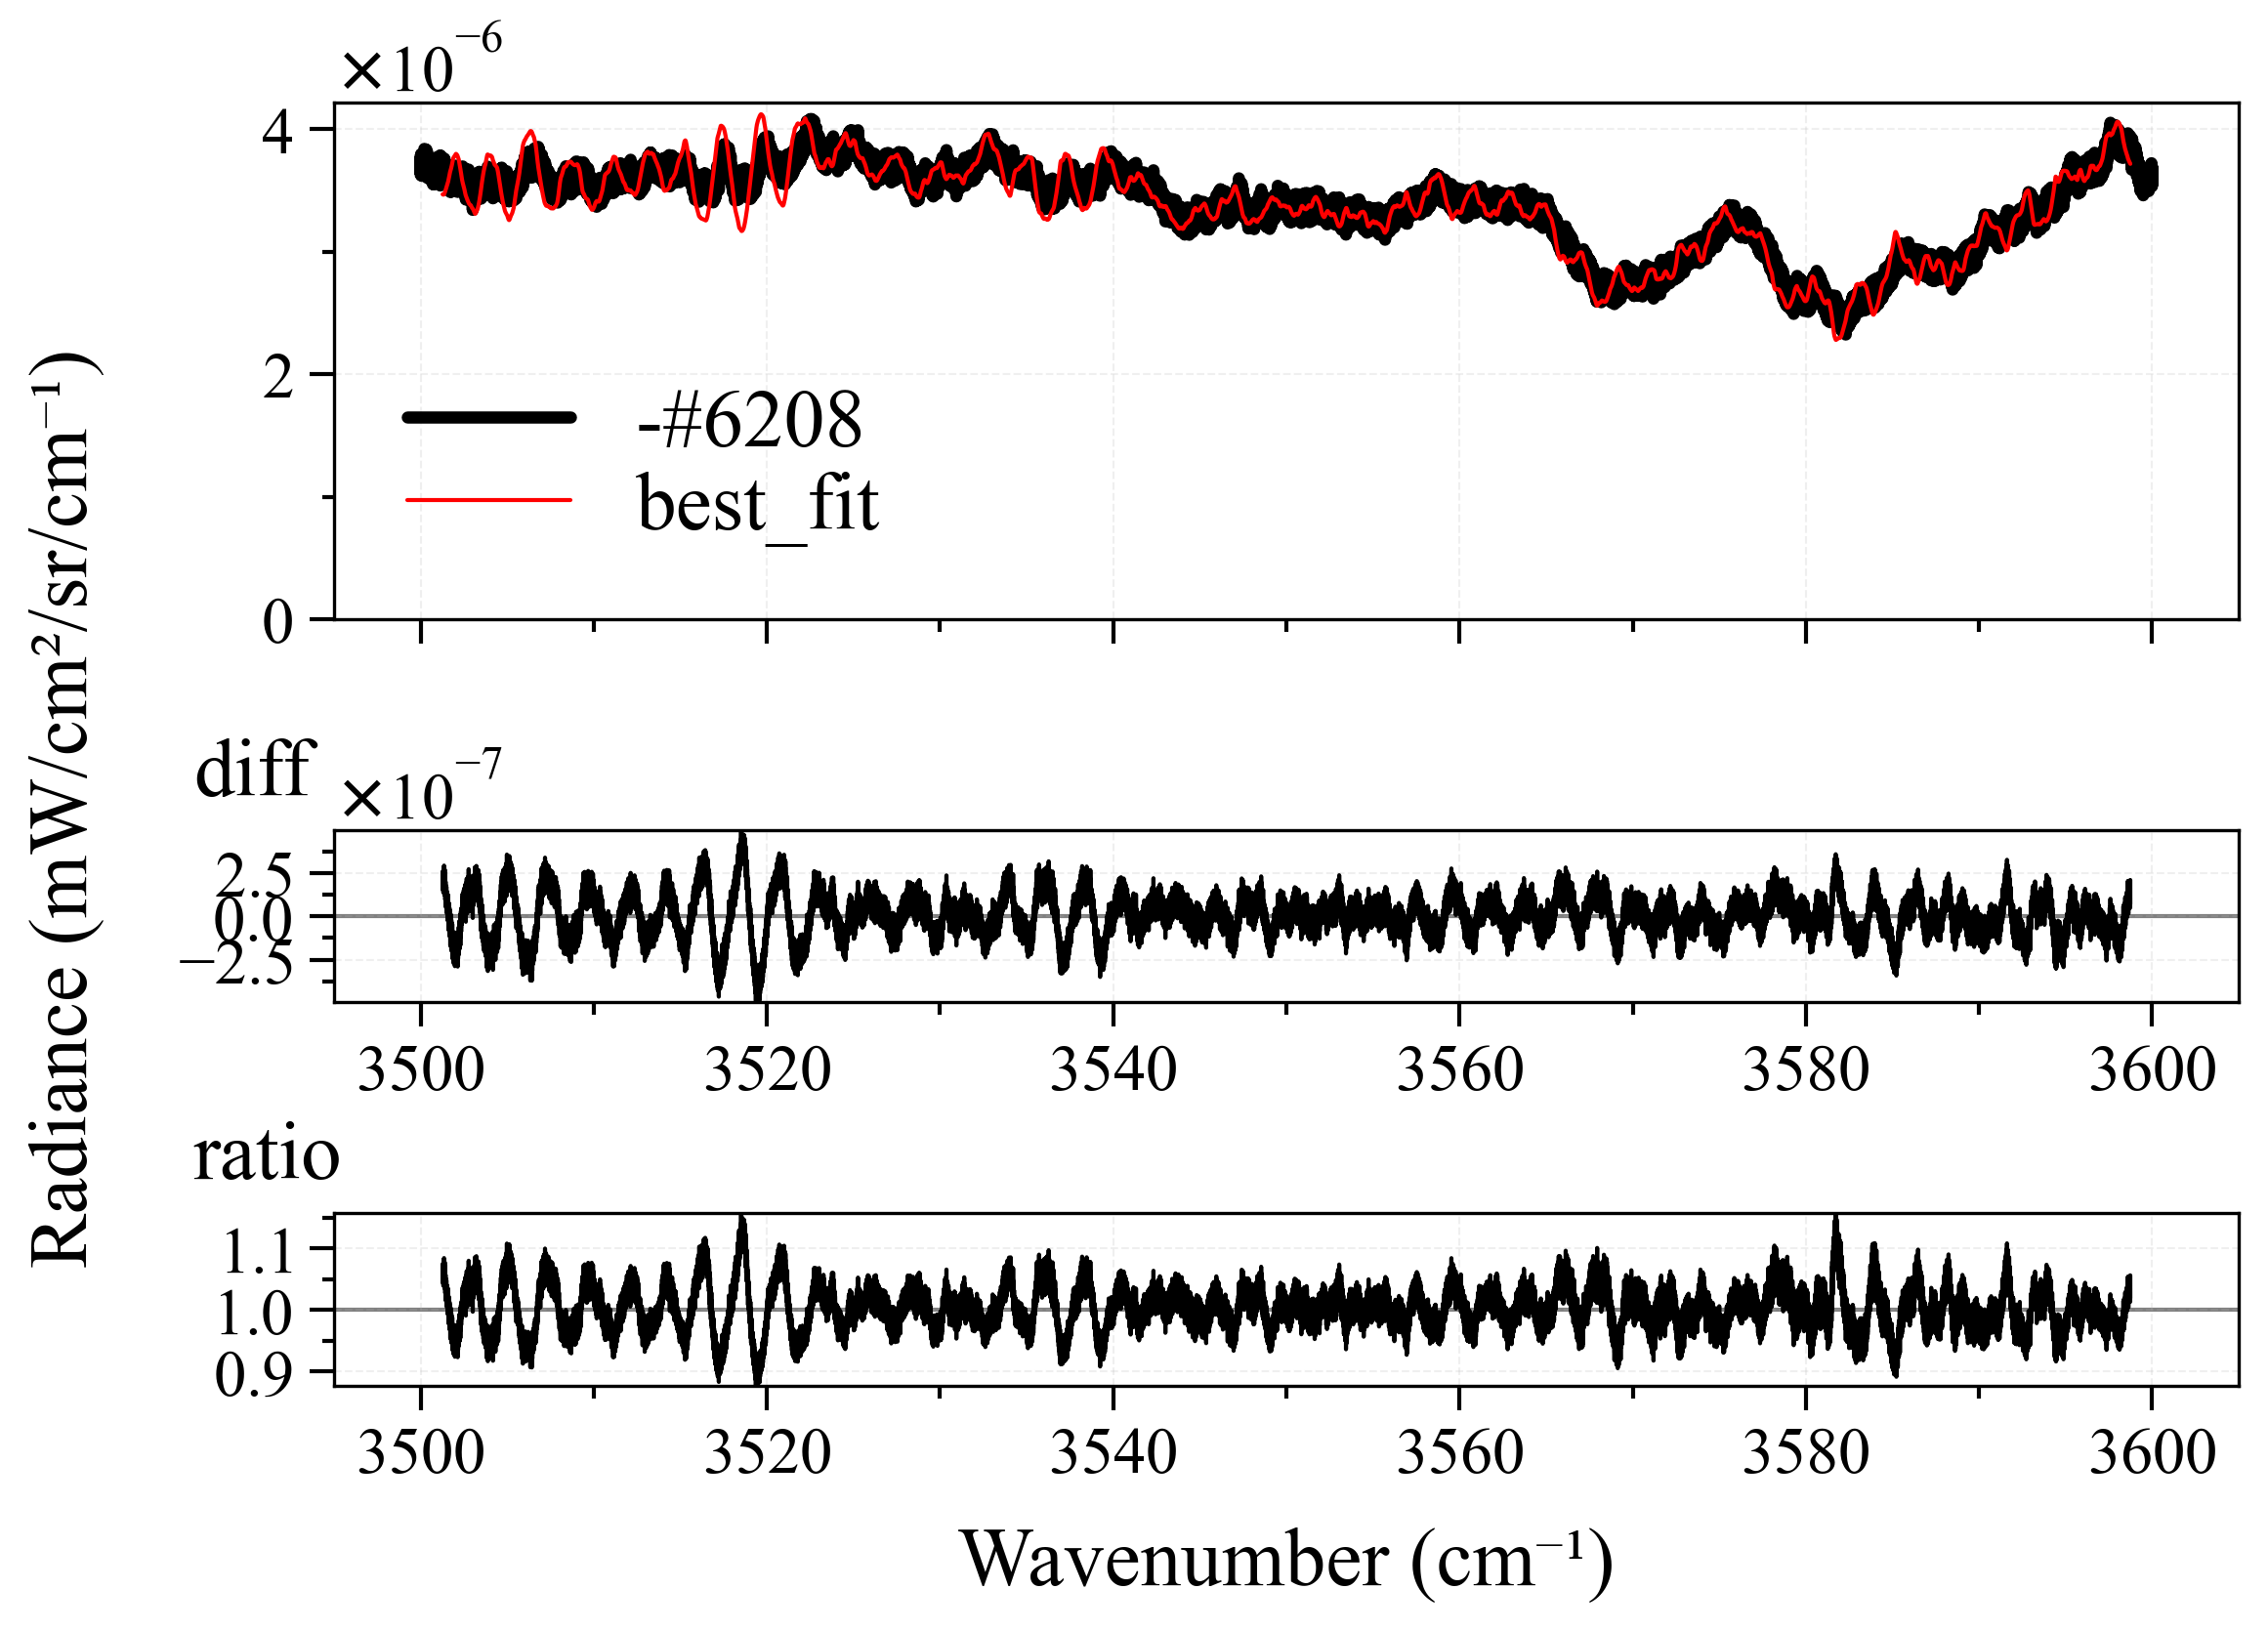 ×10⁻⁶
4
2
0
-#6208
best_fit
Radiance (mW/cm²/sr/cm⁻¹)
diff
×10⁻⁷
2.5
0.0
−2.5
3500 3520 3540 3560 3580 3600
ratio
1.1
1.0
0.9
3500 3520 3540 3560 3580 3600
Wavenumber (cm⁻¹)